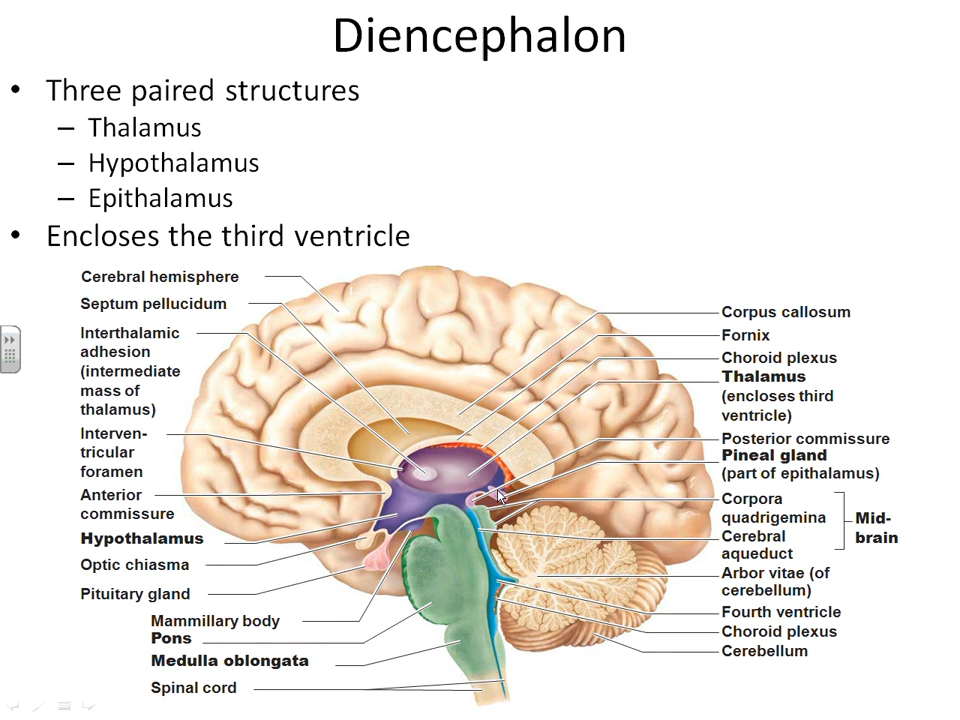 Diencephalon
• Three paired structures
– Thalamus
– Hypothalamus
– Epithalamus
• Encloses the third ventricle
Cerebral hemisphere
Septum pellucidum
Interthalamic
adhesion
(intermediate
mass of
thalamus)
Interven-
tricular
foramen
Anterior
commissure
Hypothalamus
Optic chiasma
Pituitary gland
Mammillary body
Pons
Medulla oblongata
Spinal cord
Corpus callosum
Fornix
Choroid plexus
Thalamus
(encloses third
ventricle)
Posterior commissure
Pineal gland
(part of epithalamus)
Corpora
quadrigemina
Cerebral
aqueduct
Mid-
brain
Arbor vitae (of
cerebellum)
Fourth ventricle
Choroid plexus
Cerebellum